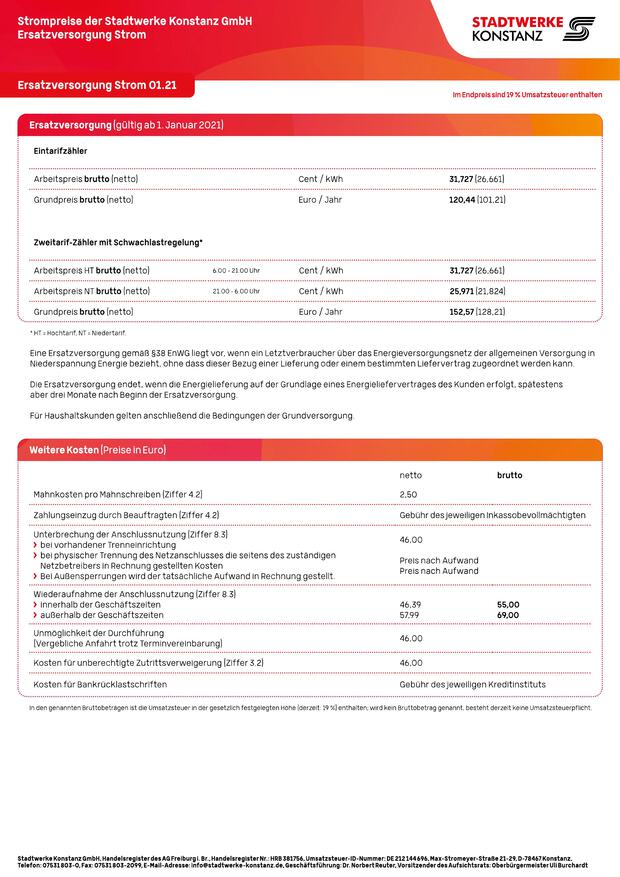 Strompreise der Stadtwerke Konstanz GmbH
Ersatzversorgung Strom
STADTWERKE
KONSTANZ
Ersatzversorgung Strom 01.21
Im Endpreis sind 19 % Umsatzsteuer enthalten
Ersatzversorgung (gültig ab 1. Januar 2021)
Eintarifzähler
Arbeitspreis brutto (netto) Cent / kWh 31,727 (26,661)
Grundpreis brutto (netto) Euro / Jahr 120,44 (101,21)
Zweitarif-Zähler mit Schwachlastregelung*
Arbeitspreis HT brutto (netto) 6.00 - 21.00 Uhr Cent / kWh 31,727 (26,661)
Arbeitspreis NT brutto (netto) 21.00 - 6.00 Uhr Cent / kWh 25,971 (21,824)
Grundpreis brutto (netto) Euro / Jahr 152,57 (128,21)
* HT = Hochtarif, NT = Niedertarif.
Eine Ersatzversorgung gemäß §38 EnWG liegt vor, wenn ein Letztverbraucher über das Energieversorgungsnetz der allgemeinen Versorgung in
Niederspannung Energie bezieht, ohne dass dieser Bezug einer Lieferung oder einem bestimmten Liefervertrag zugeordnet werden kann.
Die Ersatzversorgung endet, wenn die Energielieferung auf der Grundlage eines Energieliefervertrages des Kunden erfolgt, spätestens
aber drei Monate nach Beginn der Ersatzversorgung.
Für Haushaltskunden gelten anschließend die Bedingungen der Grundversorgung.
Weitere Kosten (Preise in Euro)
netto brutto
Mahnkosten pro Mahnschreiben (Ziffer 4.2) 2,50
Zahlungseinzug durch Beauftragten (Ziffer 4.2) Gebühr des jeweiligen Inkassobevollmächtigten
Unterbrechung der Anschlussnutzung (Ziffer 8.3) 46,00
bei vorhandener Trenneinrichtung
bei physischer Trennung des Netzanschlusses die seitens des zuständigen
Netzbetreibers in Rechnung gestellten Kosten Preis nach Aufwand
Bei Außensperrungen wird der tatsächliche Aufwand in Rechnung gestellt. Preis nach Aufwand
Wiederaufnahme der Anschlussnutzung (Ziffer 8.3)
innerhalb der Geschäftszeiten 46,39 55,00
außerhalb der Geschäftszeiten 57,99 69,00
Unmöglichkeit der Durchführung
(Vergebliche Anfahrt trotz Terminvereinbarung) 46,00
Kosten für unberechtigte Zutrittsverweigerung (Ziffer 3.2) 46,00
Kosten für Bankrücklastschriften Gebühr des jeweiligen Kreditinstituts
In den genannten Bruttobeträgen ist die Umsatzsteuer in der gesetzlich festgelegten Höhe (derzeit: 19 %) enthalten; wird kein Bruttobetrag genannt, besteht derzeit keine Umsatzsteuerpflicht.
Stadtwerke Konstanz GmbH, Handelsregister des AG Freiburg i. Br., Handelsregister Nr.: HRB 381756, Umsatzsteuer-ID-Nummer: DE 212 144 696, Max-Stromeyer-Straße 21-29, D-78467 Konstanz,
Telefon: 07531 803-0, Fax: 07531 803-2099, E-Mail-Adresse: info@stadtwerke-konstanz.de, Geschäftsführung: Dr. Norbert Reuter, Vorsitzender des Aufsichtsrats: Oberbürgermeister Uli Burchardt